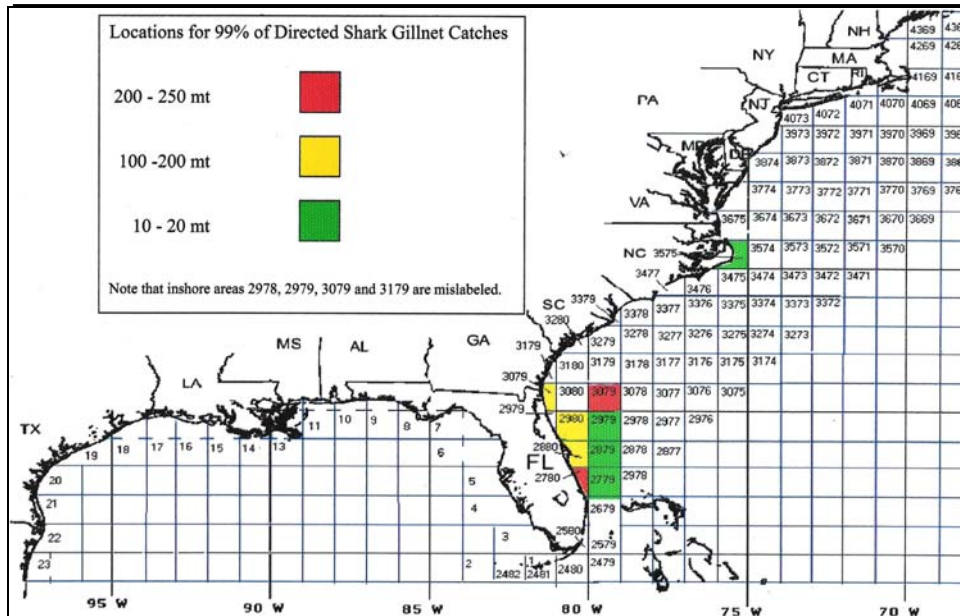 Locations for 99% of Directed Shark Gillnet Catches
200 - 250 mt
100 -200 mt
10 - 20 mt
Note that inshore areas 2978, 2979, 3079 and 3179 are mislabeled.
NH
4369
NY
MA
4269
CT
RI
4169
PA
NJ
4073 4072 4071 4070 4069
3973 3972 3971 3970 3969
3874 3873 3872 3871 3870 3869
VA
3774 3773 3772 3771 3770 3769
3675 3674 3673 3672 3671 3670 3669
NC
3575
3574 3573 3572 3571 3570
3477
3475 3474 3473 3472 3471
3476
SC
3379
3378 3377 3376 3375 3374 3373 3372
3280
3279 3278 3277 3276 3275 3274 3273
MS AL GA
3179
3180 3179 3178 3177 3176 3175 3174
3079
3080 3079 3078 3077 3076 3075
LA
2979
2980 2979 2978 2977 2976
TX
11 10 9 8 7
19 18 17 16 15 14 13
6
2880
2879 2878 2877
FL
2780
2779 2978
20
5
2679
21
4
22
3
2580
2579
23
2
1
2482 2481 2480 2479
95 W 90 W 85 W 80 W 75 W 70 W